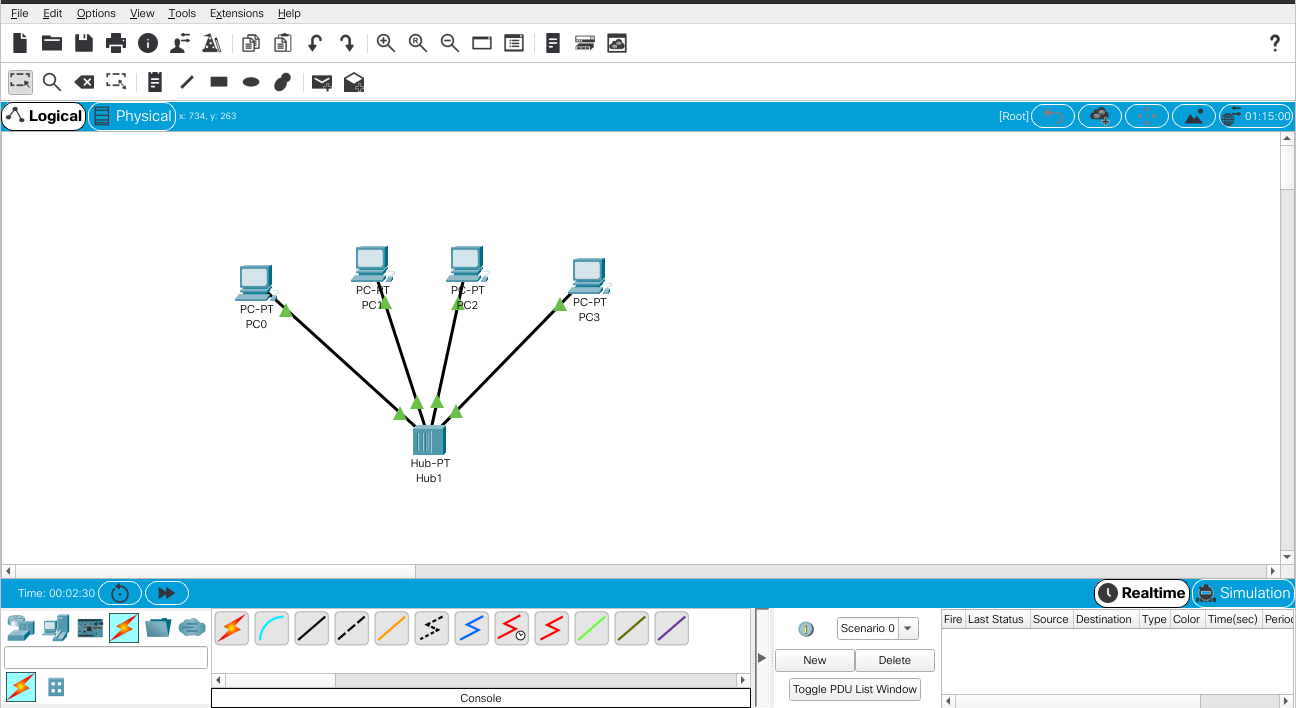 File Edit Options View Tools Extensions Help
?
Logical Physical x: 734, y: 263 [Root] 01:15:00
PC-PT
PC0
PC-PT
PC1
PC-PT
PC2
PC-PT
PC3
Hub-PT
Hub1
Time: 00:02:30 Realtime Simulation
Scenario 0
New Delete
Toggle PDU List Window
Fire Last Status Source Destination Type Color Time(sec) Perio
Console